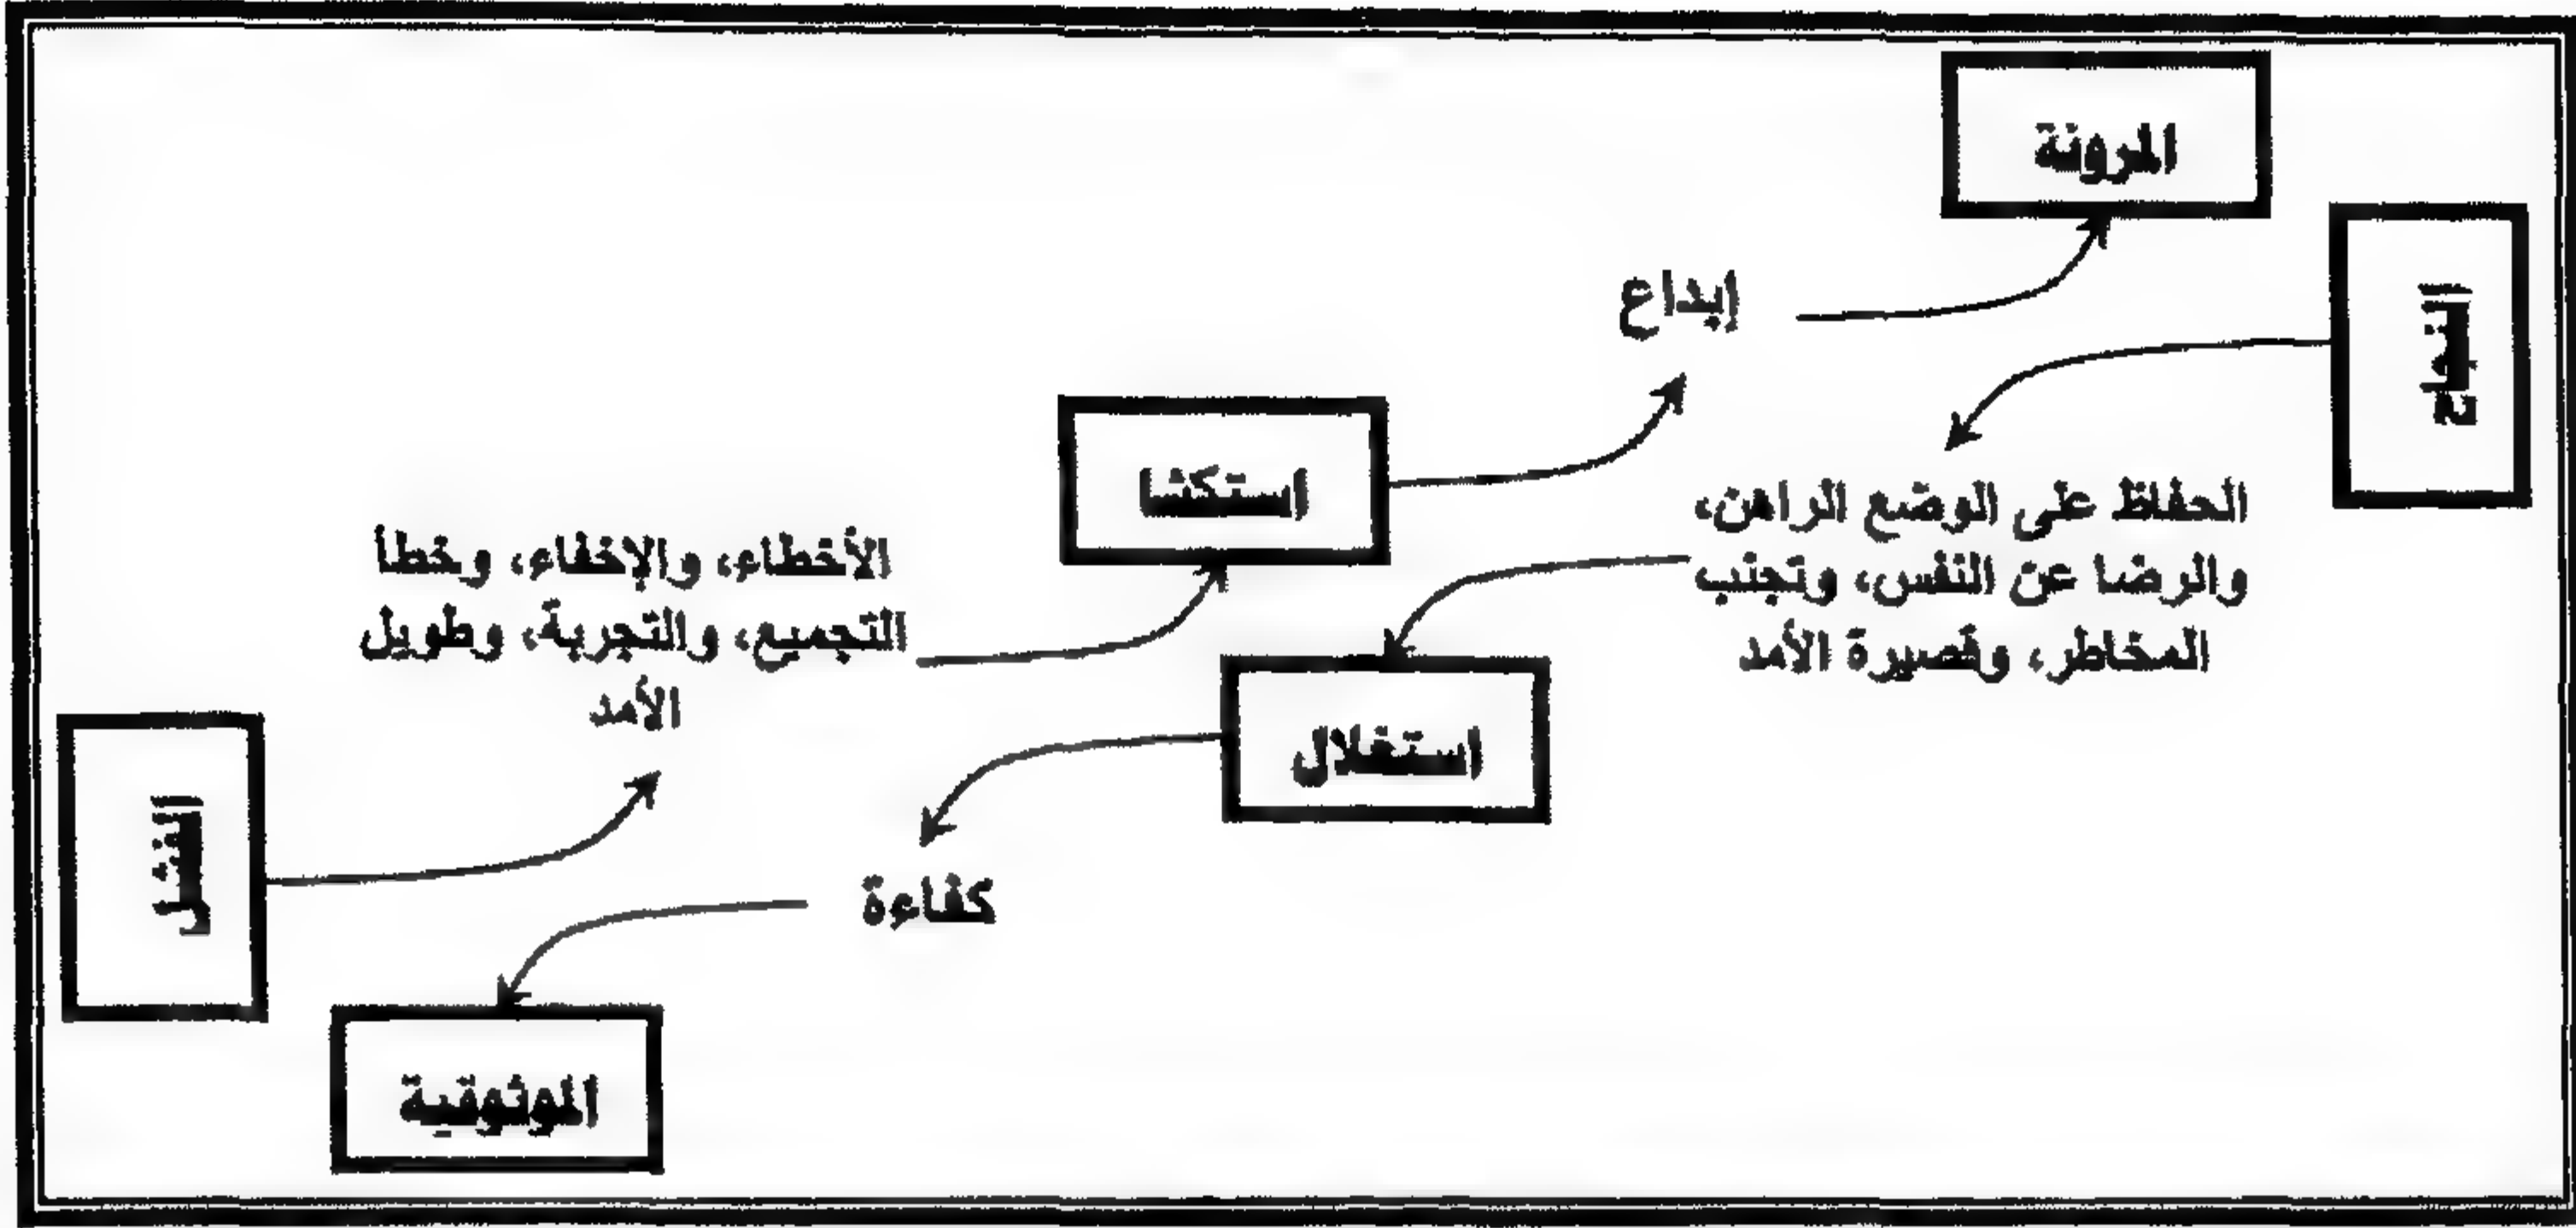 المرونة
النجاح
إبداع
استكشا
الحفاظ على الوضع الراهن،
والرضا عن النفس، وتجنب
المخاطر، وقصيرة الأمد
الأخطاء، والإخفاء، وخطأ
التجميع، والتجربة، وطويل
الأمد
استغلال
الفشل
كفاءة
الموثوقية